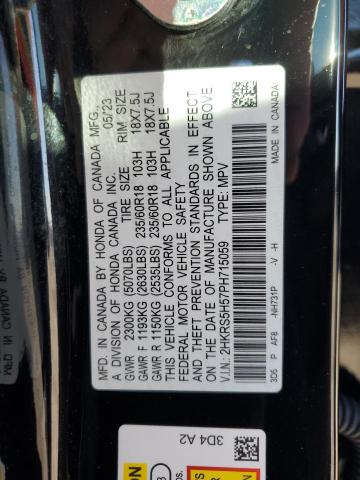 MFD. IN CANADA BY HONDA OF CANADA MFG.,
A DIVISION OF HONDA CANADA INC. 05/23
GVWR 2300KG (5070LBS) TIRE SIZE RIM SIZE
GAWR F 1193KG (2630LBS) 235/60R18 103H 18X7.5J
GAWR R 1150KG (2535LBS) 235/60R18 103H 18X7.5J
THIS VEHICLE CONFORMS TO ALL APPLICABLE
FEDERAL MOTOR VEHICLE SAFETY, BUMPER,
AND THEFT PREVENTION STANDARDS IN EFFECT
ON THE DATE OF MANUFACTURE SHOWN ABOVE.
V.I.N.: 2HKRS5H57PH715059 TYPE: MPV
3D5 P AF8 -NH731P -V -H MADE IN CANADA
3D4 A2